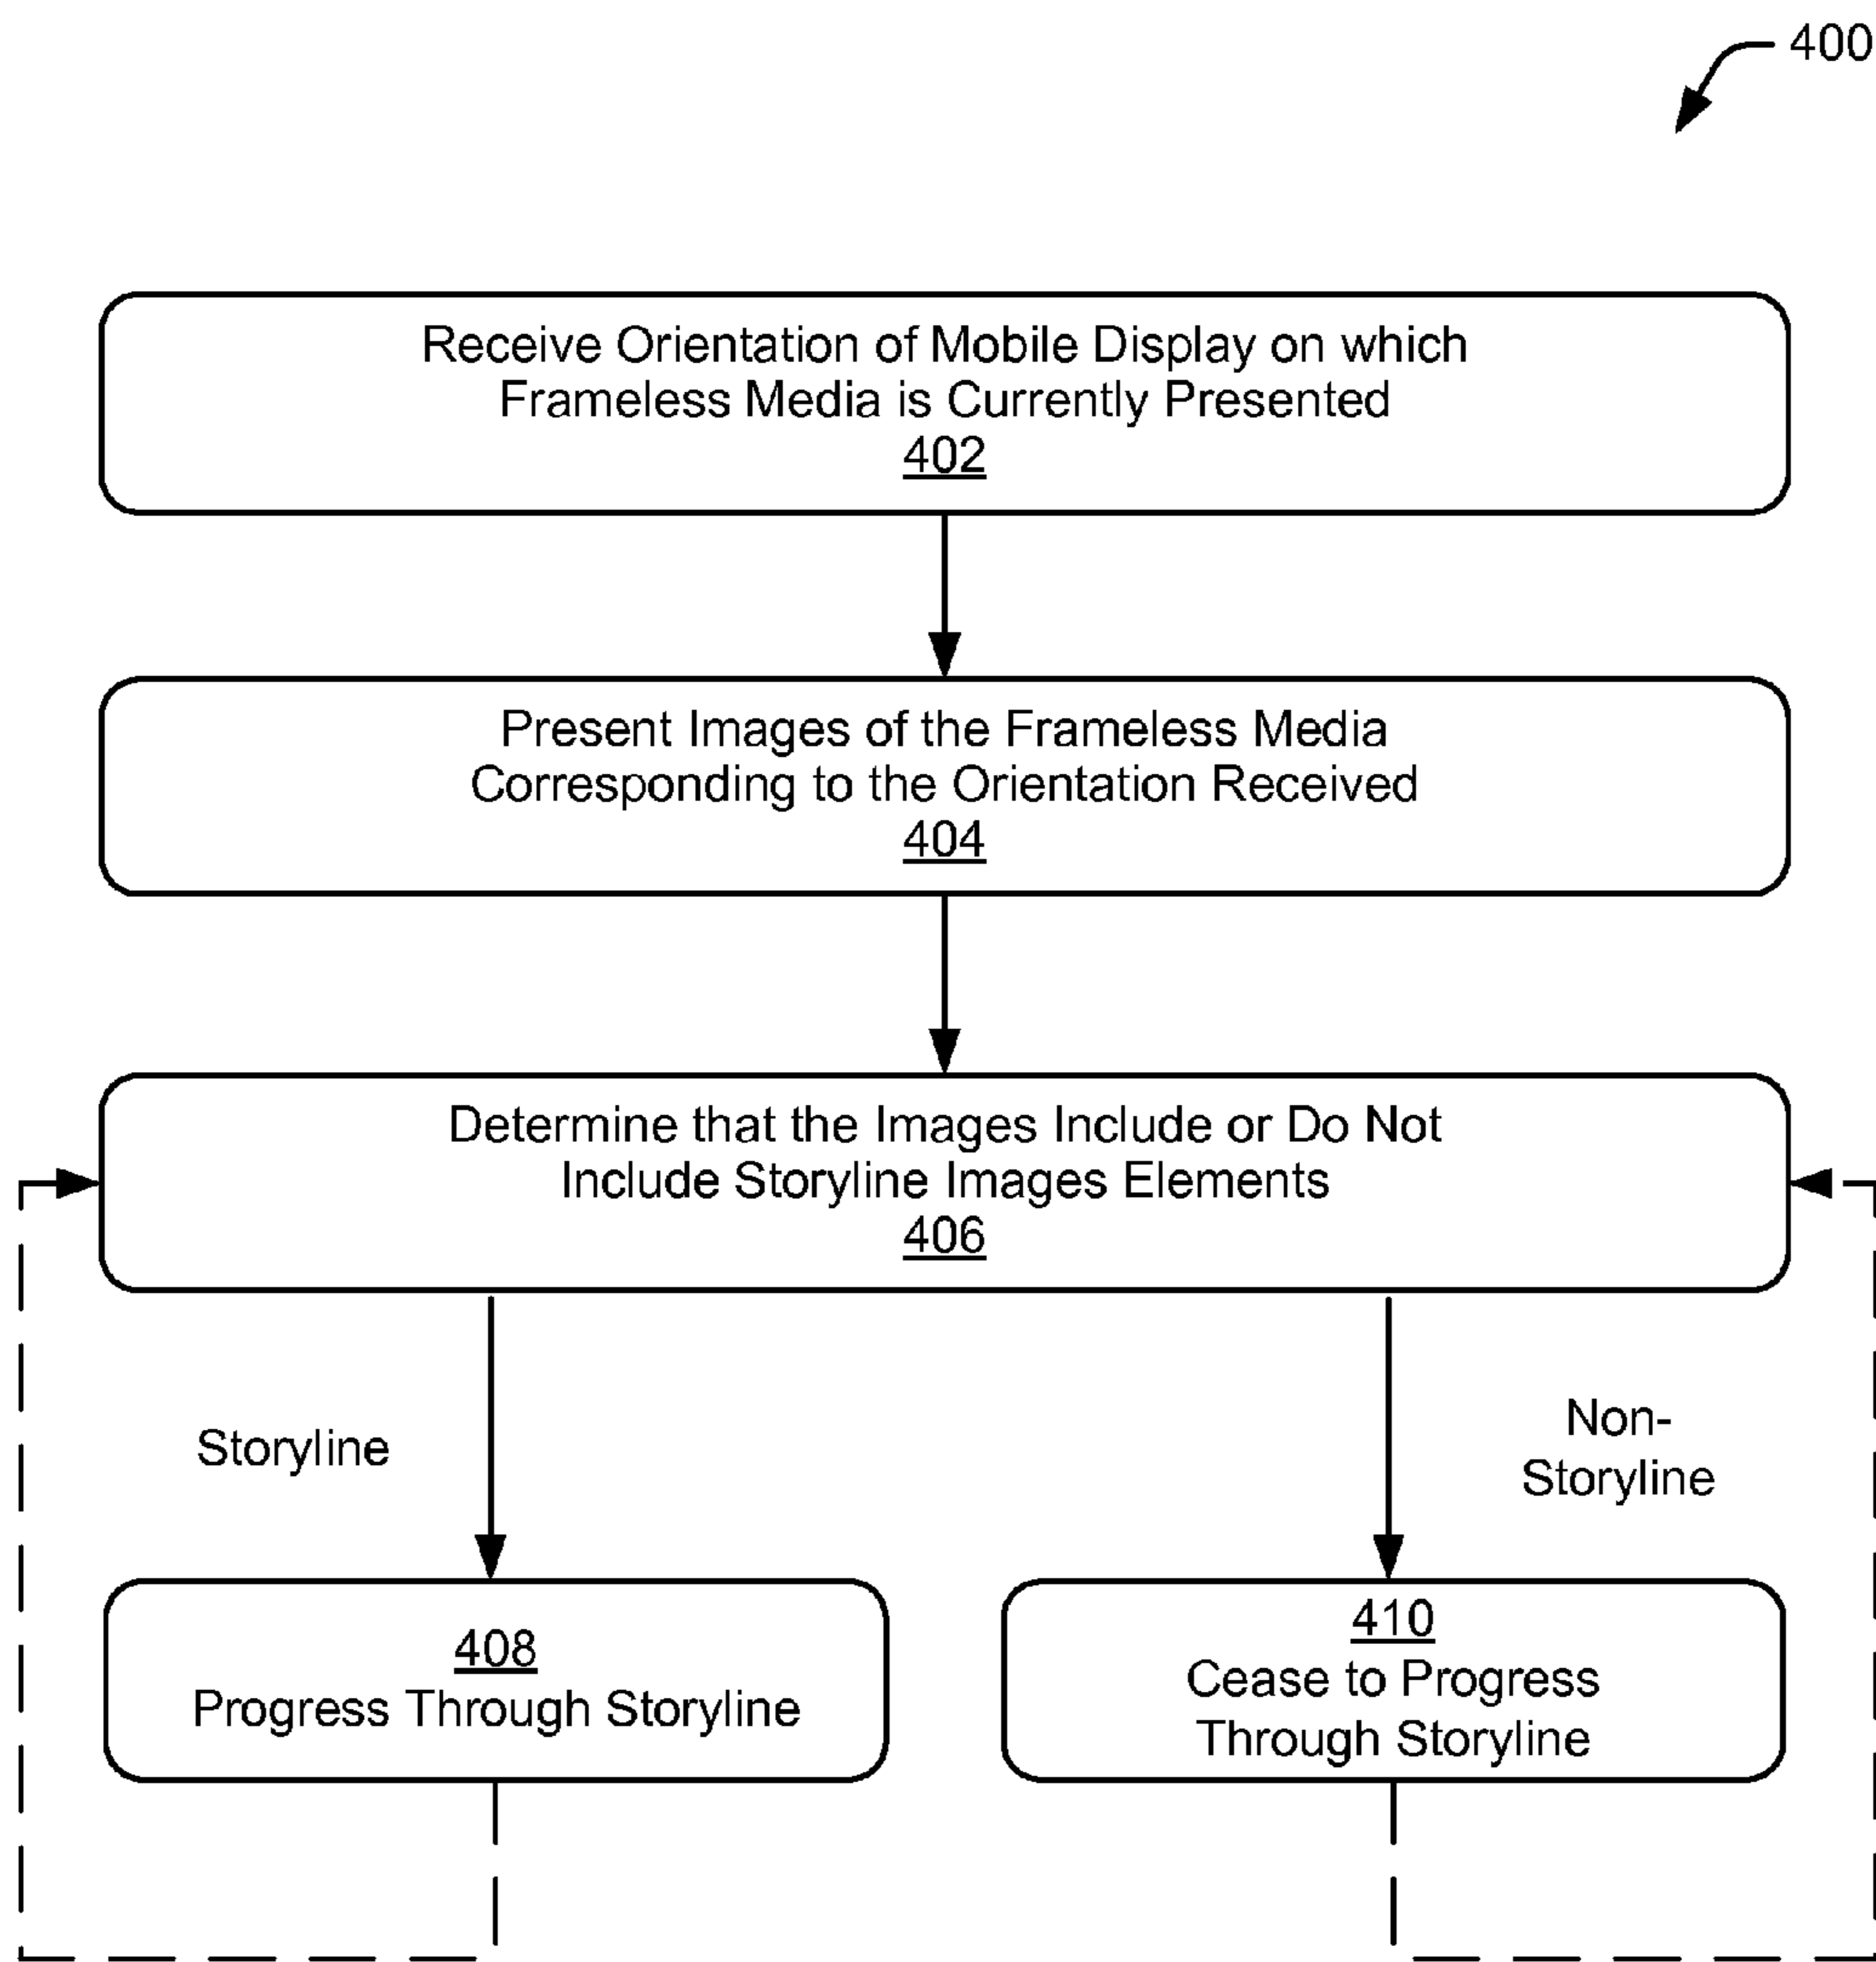 400
Receive Orientation of Mobile Display on which
Frameless Media is Currently Presented
402
Present Images of the Frameless Media
Corresponding to the Orientation Received
404
Determine that the Images Include or Do Not
Include Storyline Images Elements
406
Storyline
Non-
Storyline
408
Progress Through Storyline
410
Cease to Progress
Through Storyline